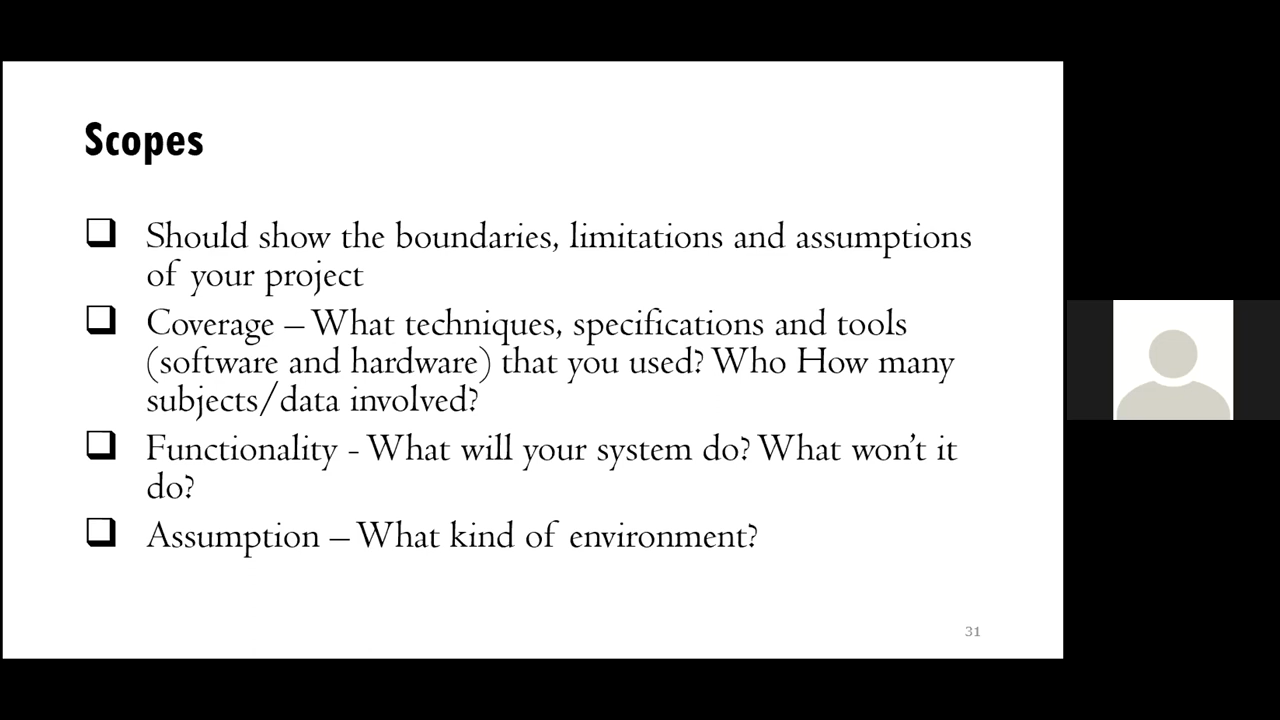 Scopes
Should show the boundaries, limitations and assumptions
of your project
Coverage – What techniques, specifications and tools
(software and hardware) that you used? Who How many
subjects/data involved?
Functionality - What will your system do? What won't it
do?
Assumption – What kind of environment?
31